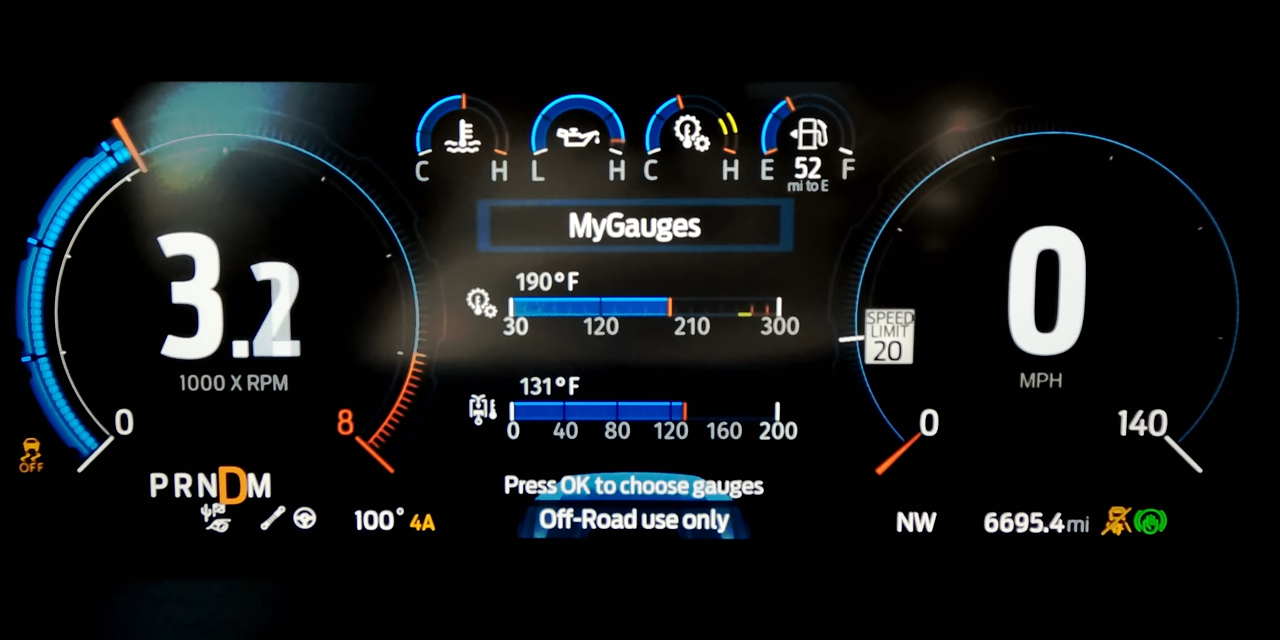 C H L H C H E F
52
mi to E
MyGauges
190°F
30 120 210 300
131°F
0 40 80 120 160 200
Press OK to choose gauges
Off-Road use only
3.2
1000 X RPM
0 8
OFF
P R N D M
100° 4A
SPEED
LIMIT
20
0
MPH
0 140
NW 6695.4 mi